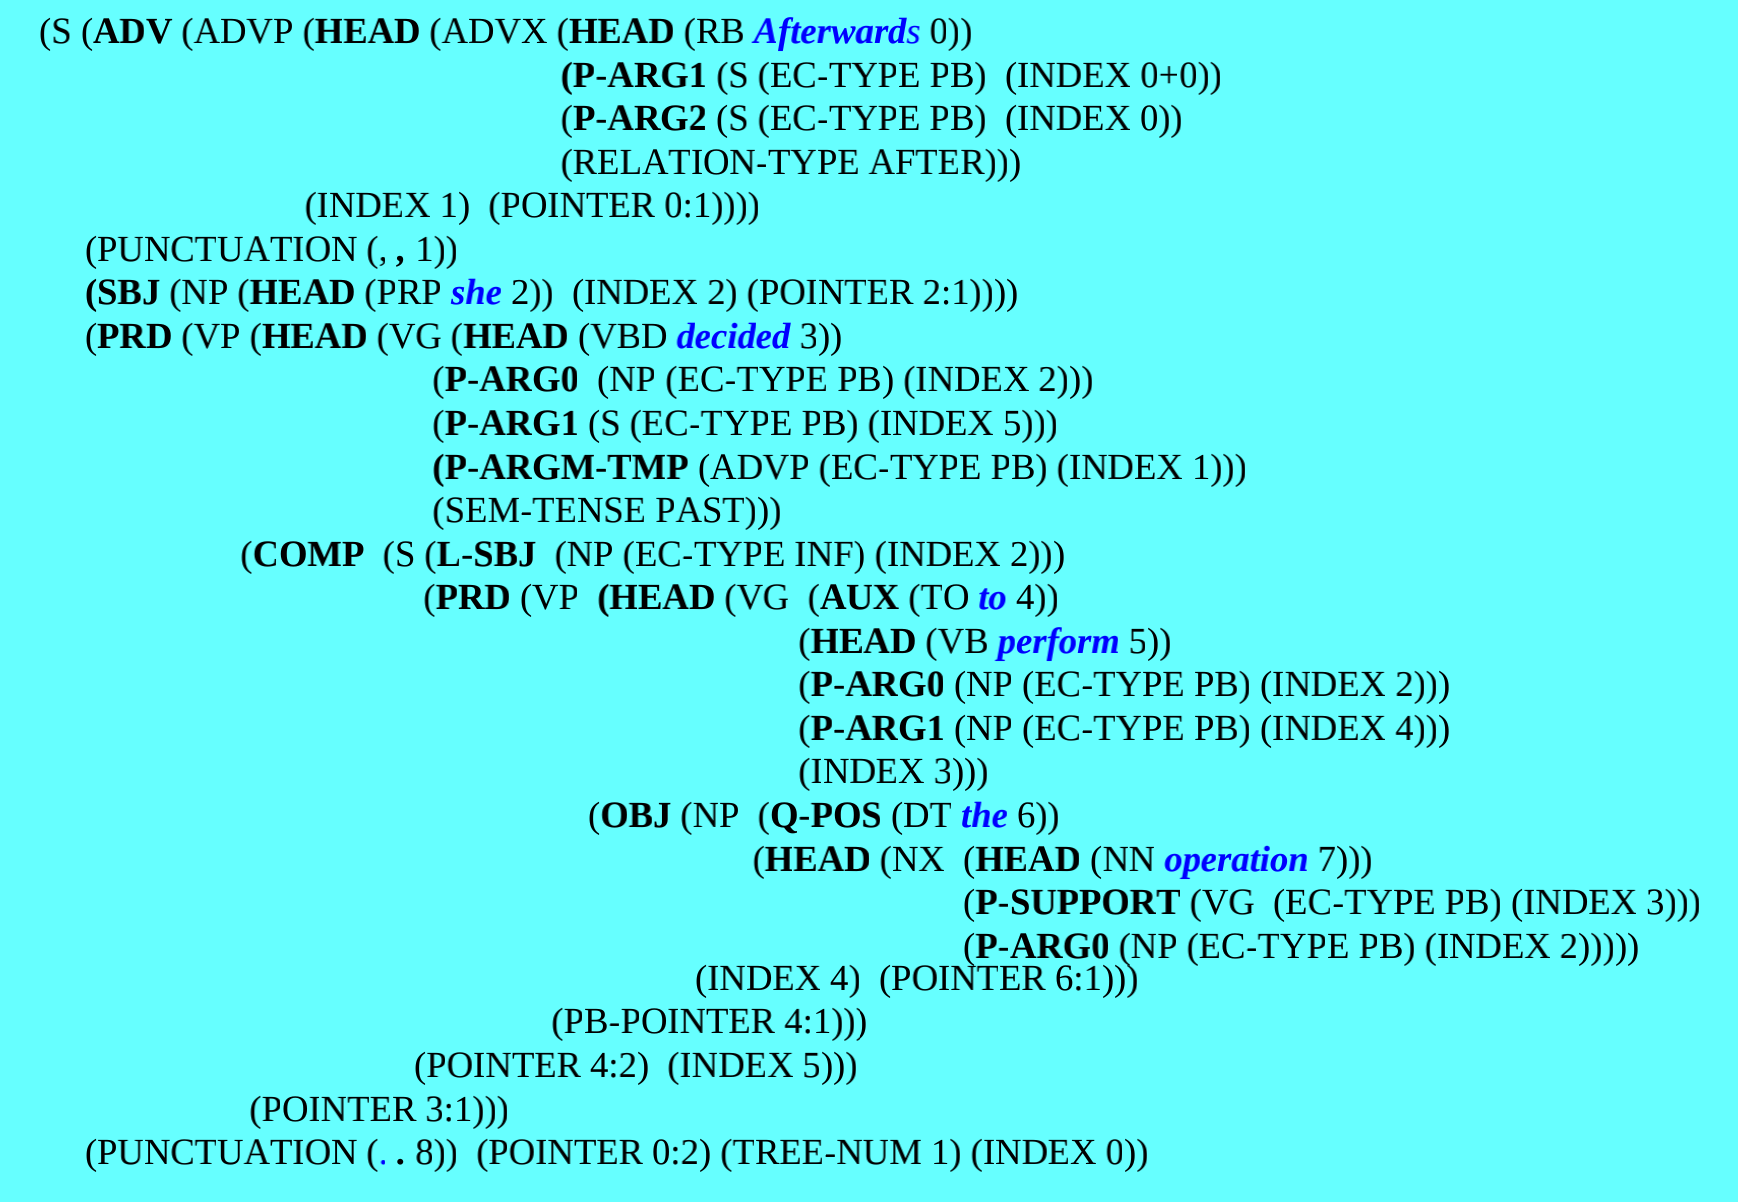 (S (ADV (ADVP (HEAD (ADVX (HEAD (RB Afterwards 0))
(P-ARG1 (S (EC-TYPE PB) (INDEX 0+0))
(P-ARG2 (S (EC-TYPE PB) (INDEX 0))
(RELATION-TYPE AFTER)))
(INDEX 1) (POINTER 0:1))))
(PUNCTUATION (, , 1))
(SBJ (NP (HEAD (PRP she 2)) (INDEX 2) (POINTER 2:1))))
(PRD (VP (HEAD (VG (HEAD (VBD decided 3))
(P-ARG0 (NP (EC-TYPE PB) (INDEX 2)))
(P-ARG1 (S (EC-TYPE PB) (INDEX 5)))
(P-ARGM-TMP (ADVP (EC-TYPE PB) (INDEX 1)))
(SEM-TENSE PAST)))
(COMP (S (L-SBJ (NP (EC-TYPE INF) (INDEX 2)))
(PRD (VP (HEAD (VG (AUX (TO to 4))
(HEAD (VB perform 5))
(P-ARG0 (NP (EC-TYPE PB) (INDEX 2)))
(P-ARG1 (NP (EC-TYPE PB) (INDEX 4)))
(INDEX 3)))
(OBJ (NP (Q-POS (DT the 6))
(HEAD (NX (HEAD (NN operation 7)))
(P-SUPPORT (VG (EC-TYPE PB) (INDEX 3)))
(P-ARG0 (NP (EC-TYPE PB) (INDEX 2)))))
(INDEX 4) (POINTER 6:1)))
(PB-POINTER 4:1)))
(POINTER 4:2) (INDEX 5)))
(POINTER 3:1)))
(PUNCTUATION (. . 8)) (POINTER 0:2) (TREE-NUM 1) (INDEX 0))